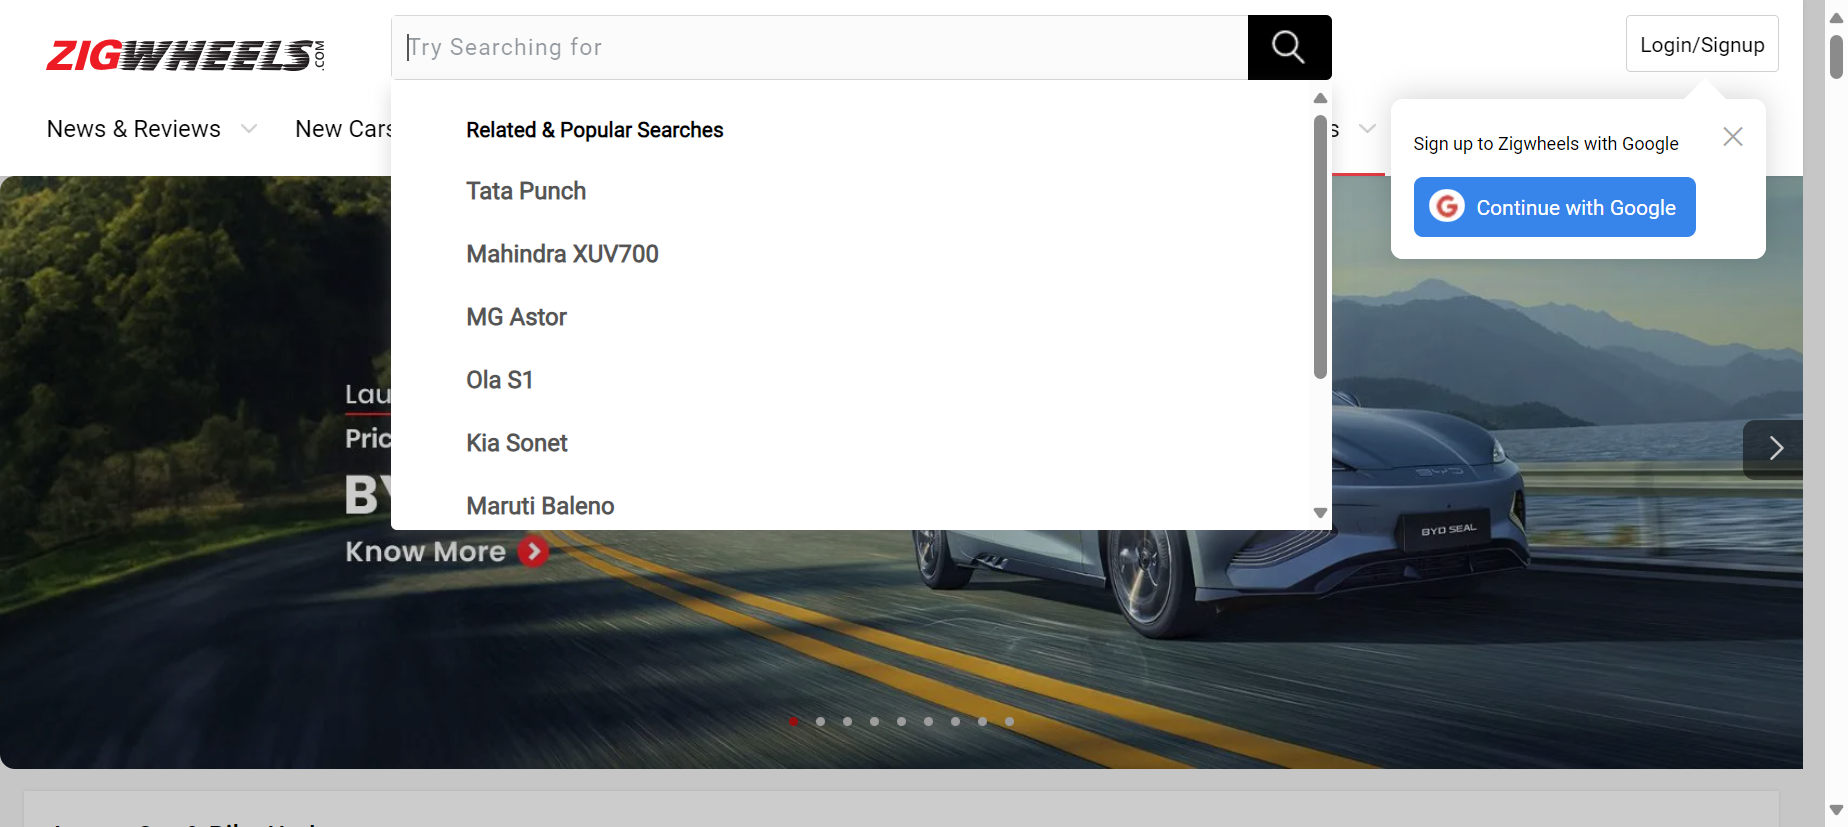 ZIGWHEELS.COM
Try Searching for
Login/Signup
News & Reviews
New Cars
s
Related & Popular Searches
Tata Punch
Mahindra XUV700
MG Astor
Ola S1
Kia Sonet
Maruti Baleno
Sign up to Zigwheels with Google
G Continue with Google
Lau
Pric
BY
Know More
BYD
BYD SEAL